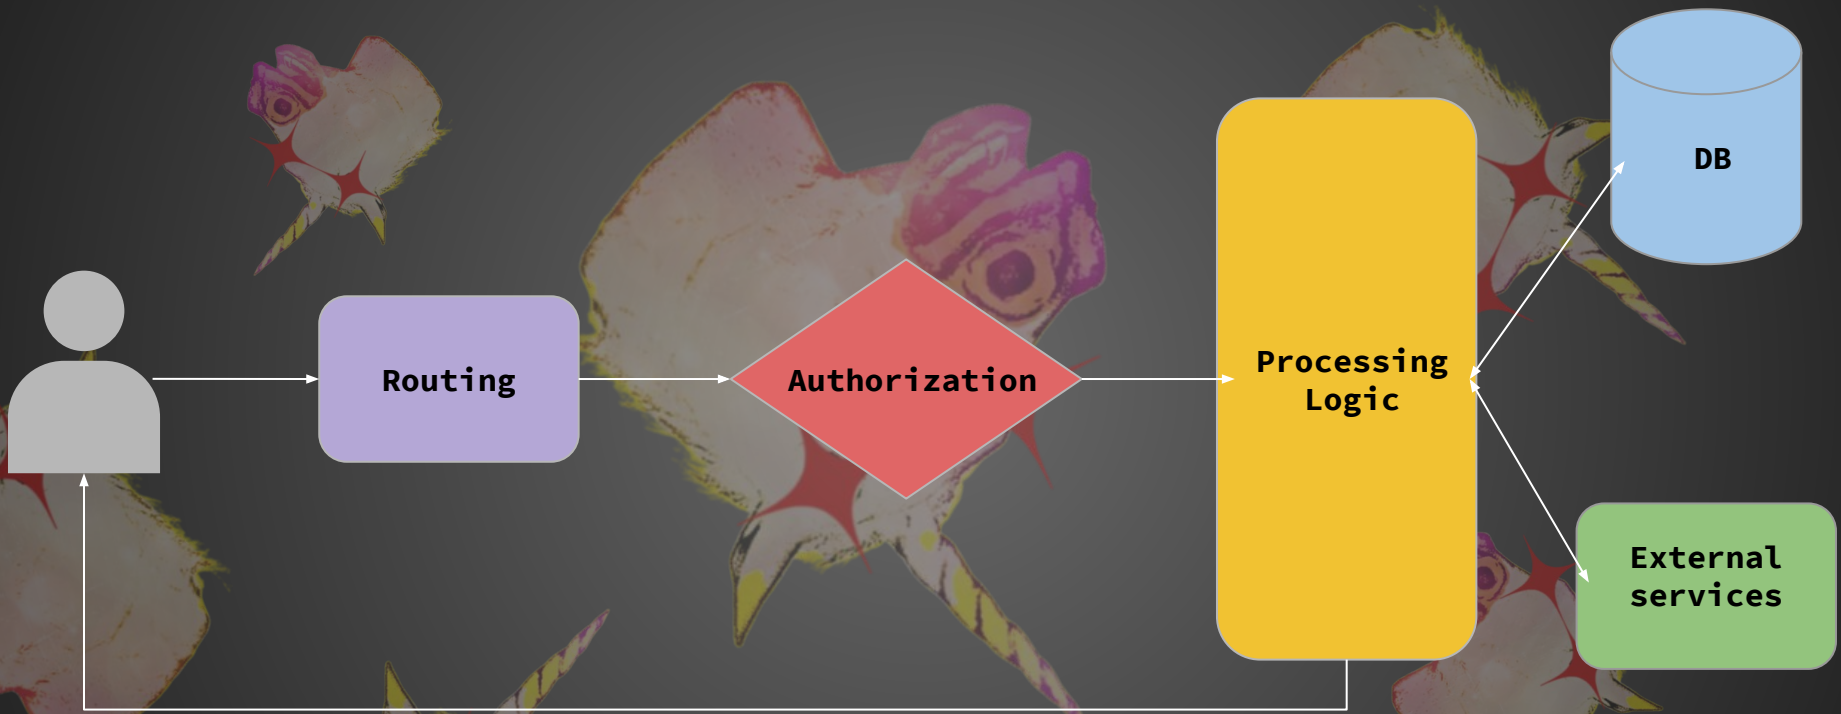 Routing
Authorization
Processing
Logic
DB
External
services